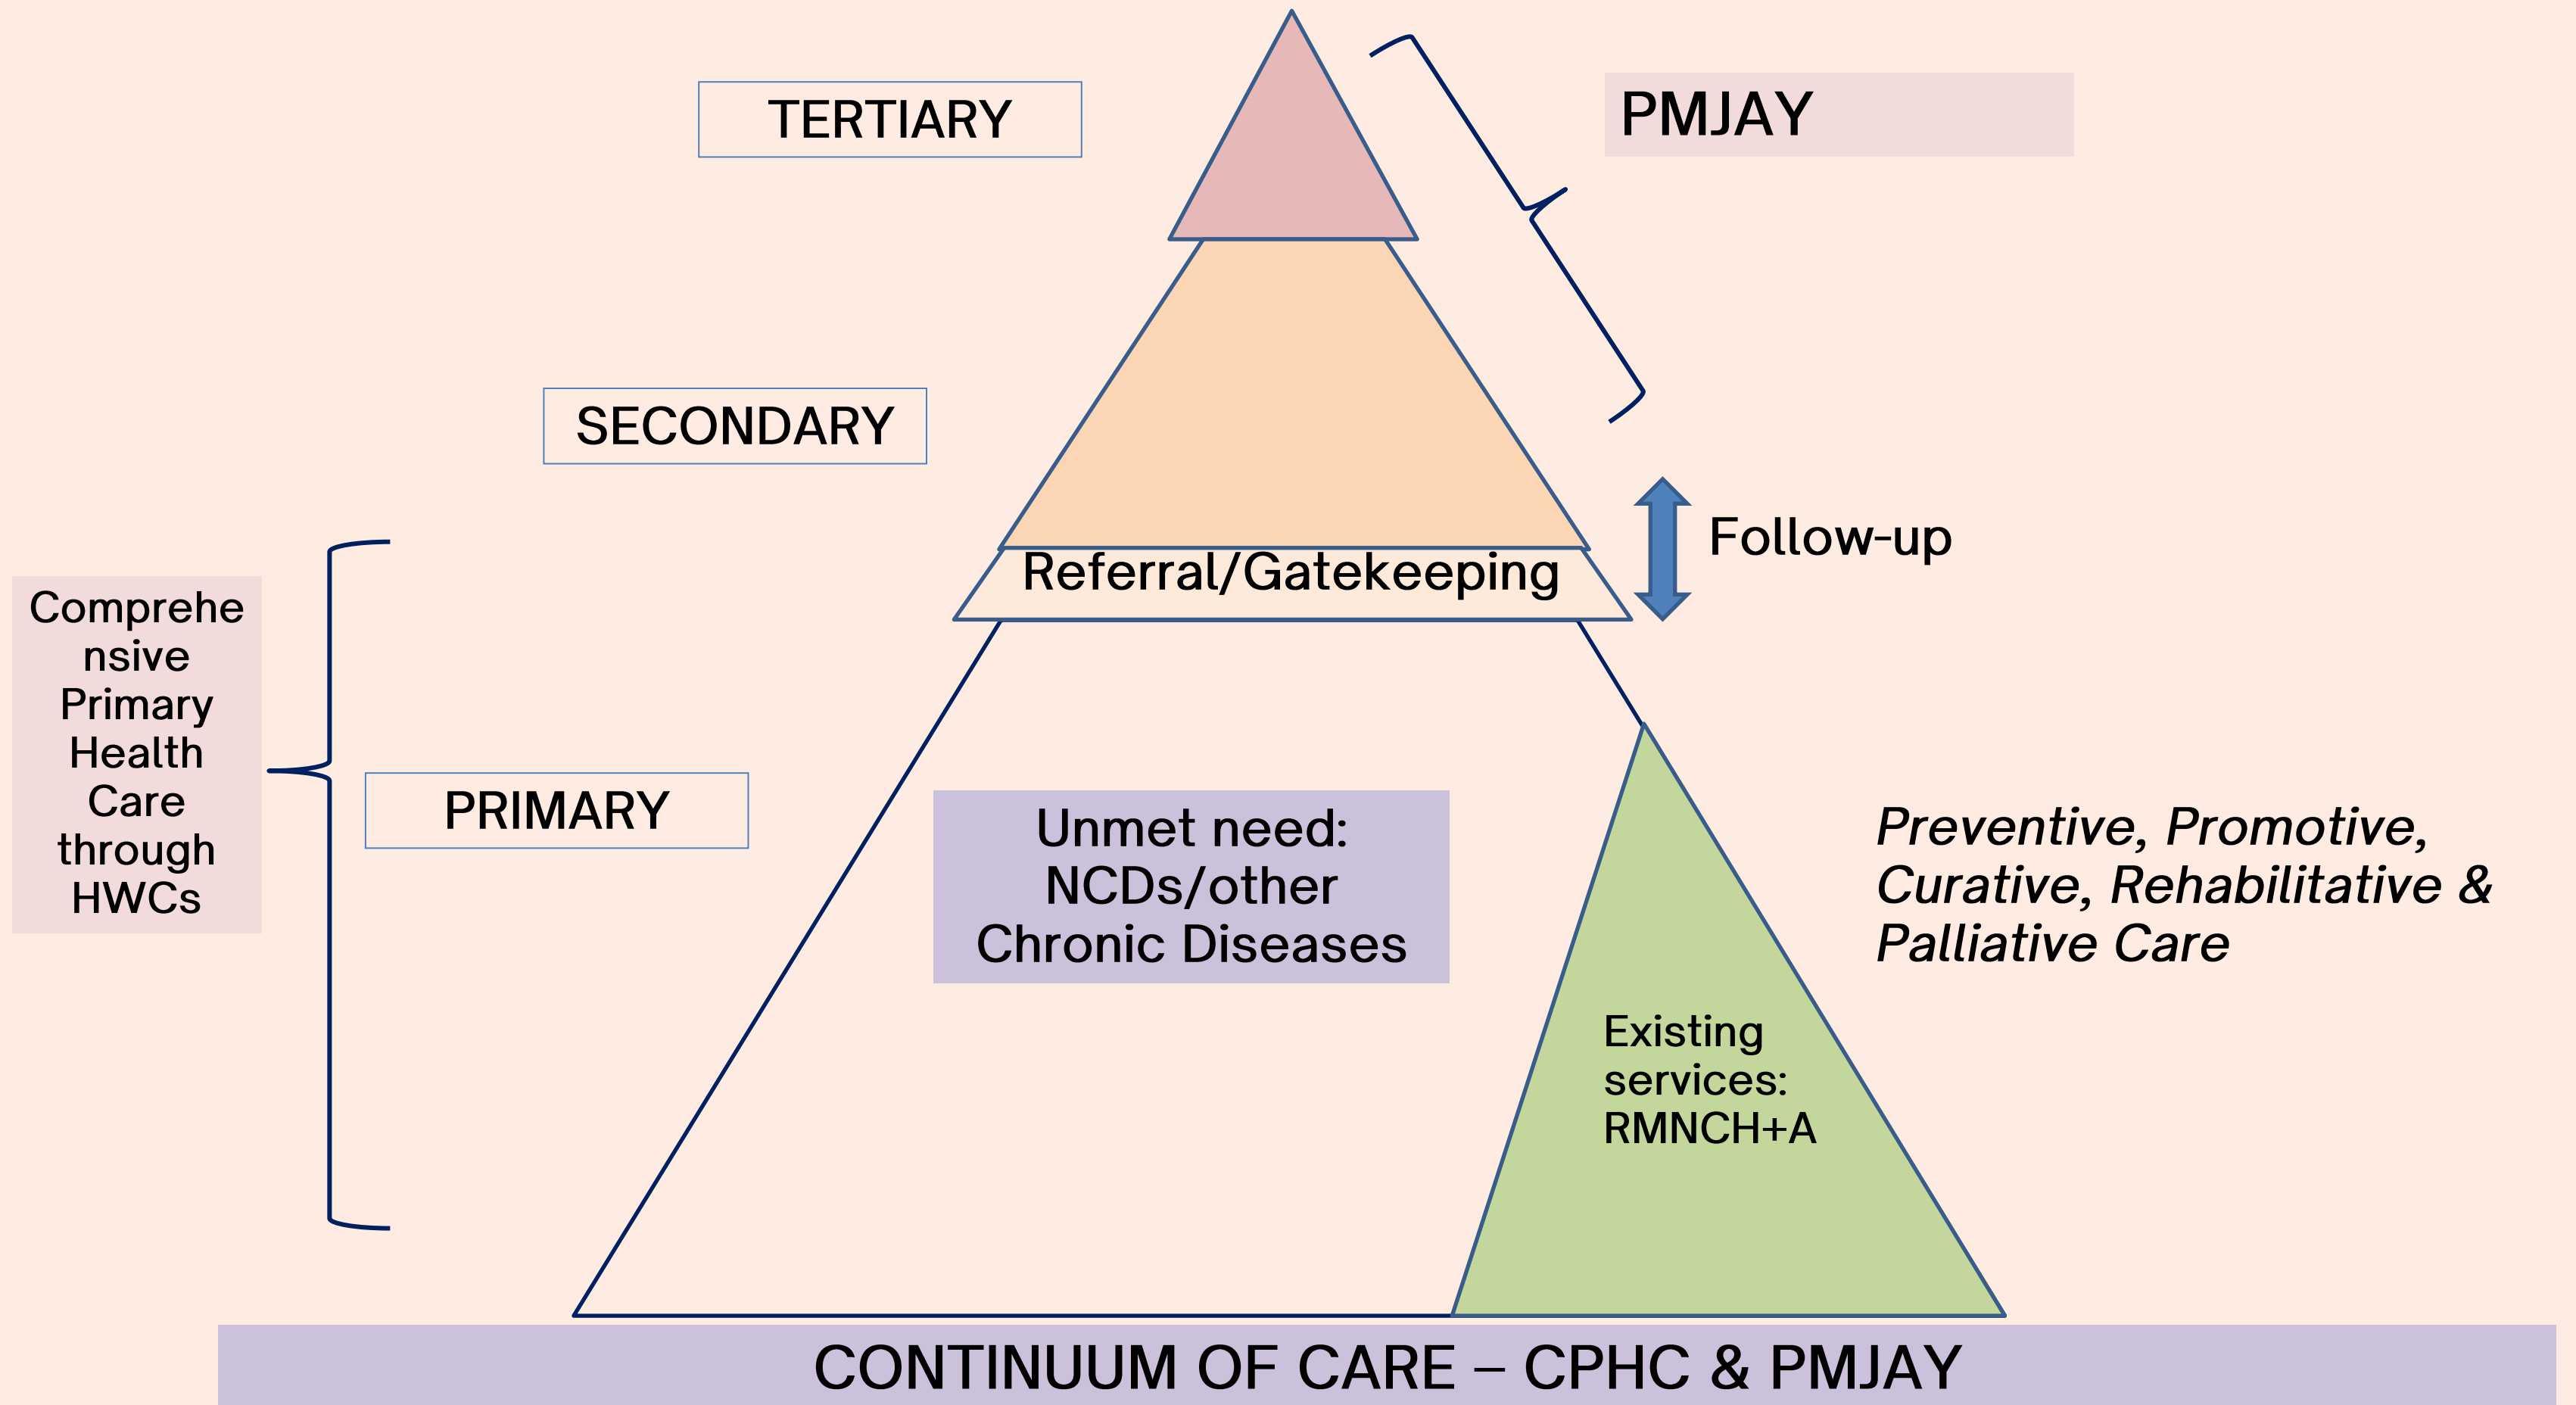 TERTIARY
PMJAY
SECONDARY
Follow-up
Referral/Gatekeeping
Comprehe
nsive
Primary
Health
Care
through
HWCs
PRIMARY
Unmet need:
NCDs/other
Chronic Diseases
Preventive, Promotive,
Curative, Rehabilitative &
Palliative Care
Existing
services:
RMNCH+A
CONTINUUM OF CARE – CPHC & PMJAY